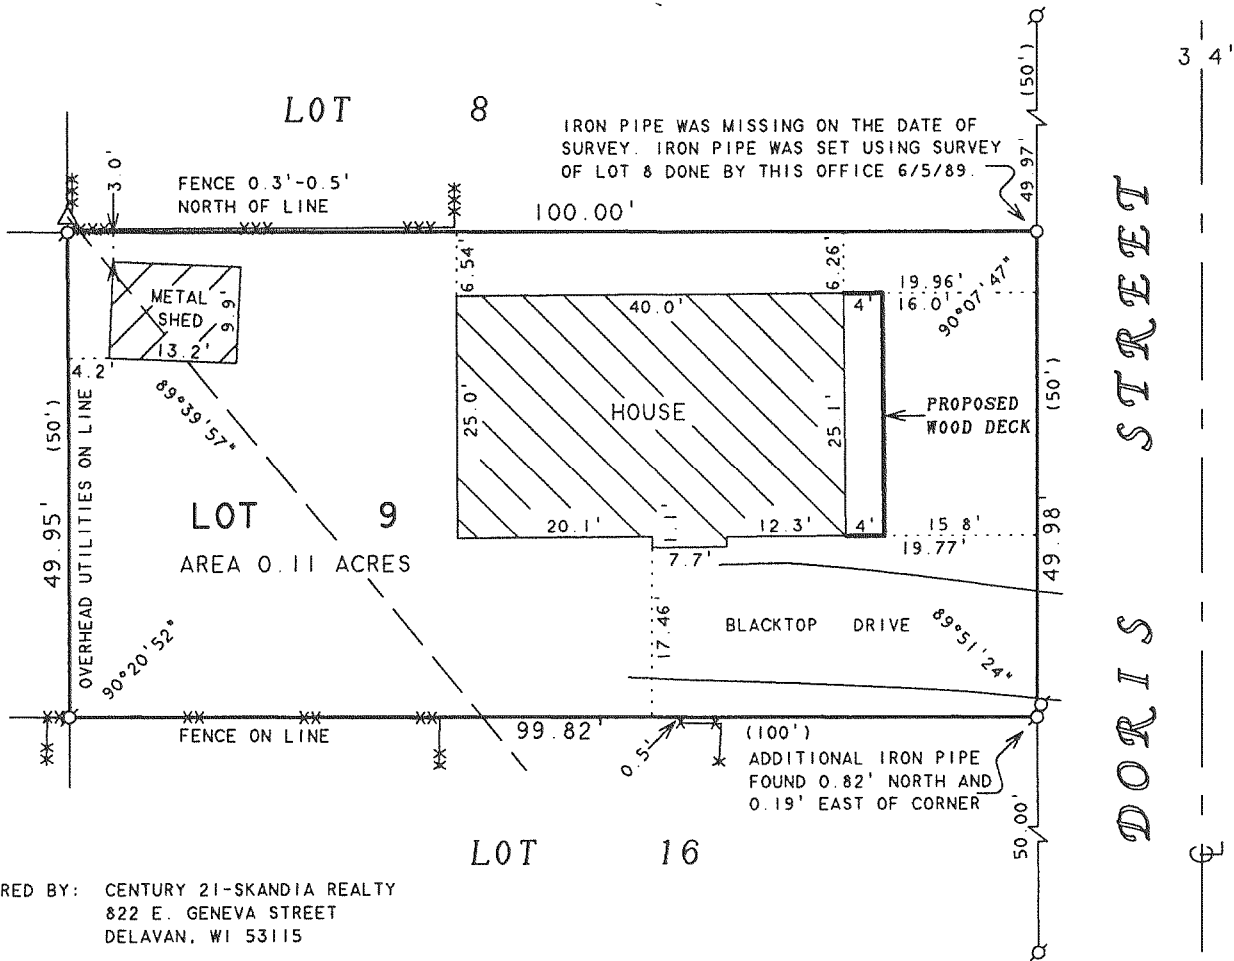 3 4'
(50')
LOT 8
IRON PIPE WAS MISSING ON THE DATE OF
SURVEY. IRON PIPE WAS SET USING SURVEY
OF LOT 8 DONE BY THIS OFFICE 6/5/89.
49.97'
3.0'
FENCE 0.3'-0.5'
NORTH OF LINE
100.00'
6.54'
6.26'
19.96'
90°07'47"
METAL
SHED
9.9'
13.2'
4.2'
40.0'
4'
16.0'
89°39'57"
25.0'
HOUSE
25.1'
PROPOSED
WOOD DECK
(50')
(50')
49.95'
OVERHEAD UTILITIES ON LINE
LOT 9
AREA 0.11 ACRES
20.1'
1.1'
12.3'
4'
15.8'
19.77'
7.7'
49.98'
17.46'
BLACKTOP DRIVE
89°51'24"
90°20'52"
FENCE ON LINE
99.82'
(100')
0.5'
ADDITIONAL IRON PIPE
FOUND 0.82' NORTH AND
0.19' EAST OF CORNER
50.00'
LOT 16
DORIS STREET
CL
RED BY: CENTURY 21-SKANDIA REALTY
822 E. GENEVA STREET
DELAVAN, WI 53115